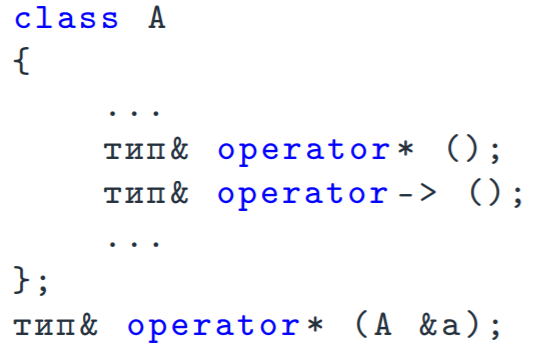 class A
{
...
тип& operator* ();
тип& operator-> ();
...
};
тип& operator* (A &a);